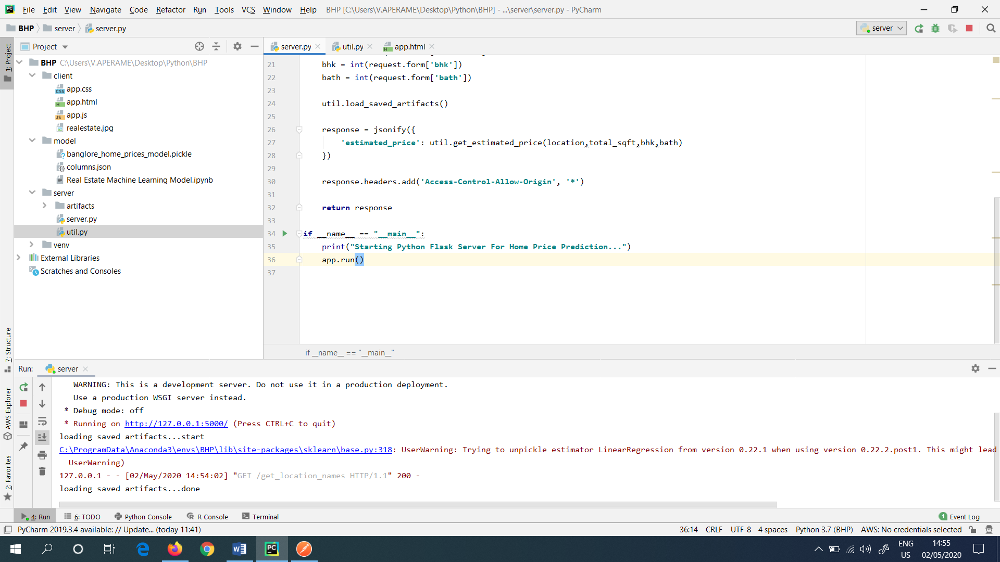 File Edit View Navigate Code Refactor Run Tools VCS Window Help BHP [C:\Users\V.APERAME\Desktop\Python\BHP] - ...\server\server.py - PyCharm
BHP server server.py server
1: Project
Project
server.py util.py app.html
BHP C:\Users\V.APERAME\Desktop\Python\BHP
client
app.css
app.html
app.js
realestate.jpg
model
banglore_home_prices_model.pickle
columns.json
Real Estate Machine Learning Model.ipynb
server
artifacts
server.py
util.py
venv
External Libraries
Scratches and Consoles
21 bhk = int(request.form['bhk'])
22 bath = int(request.form['bath'])
23
24 util.load_saved_artifacts()
25
26 response = jsonify({
27 'estimated_price': util.get_estimated_price(location,total_sqft,bhk,bath)
28 })
29
30 response.headers.add('Access-Control-Allow-Origin', '*')
31
32 return response
33
34 if __name__ == "__main__":
35 print("Starting Python Flask Server For Home Price Prediction...")
36 app.run()
37
if __name__ == "__main__"
7: Structure
AWS Explorer
2: Favorites
Run: server
WARNING: This is a development server. Do not use it in a production deployment.
Use a production WSGI server instead.
* Debug mode: off
* Running on http://127.0.0.1:5000/ (Press CTRL+C to quit)
loading saved artifacts...start
C:\ProgramData\Anaconda3\envs\BHP\lib\site-packages\sklearn\base.py:318: UserWarning: Trying to unpickle estimator LinearRegression from version 0.22.1 when using version 0.22.2.post1. This might lead
UserWarning)
127.0.0.1 - - [02/May/2020 14:54:02] "GET /get_location_names HTTP/1.1" 200 -
loading saved artifacts...done
4: Run 6: TODO Python Console R Console Terminal 1 Event Log
PyCharm 2019.3.4 available: // Update... (today 11:41) 36:14 CRLF UTF-8 4 spaces Python 3.7 (BHP) AWS: No credentials selected
ENG 14:55
US 02/05/2020